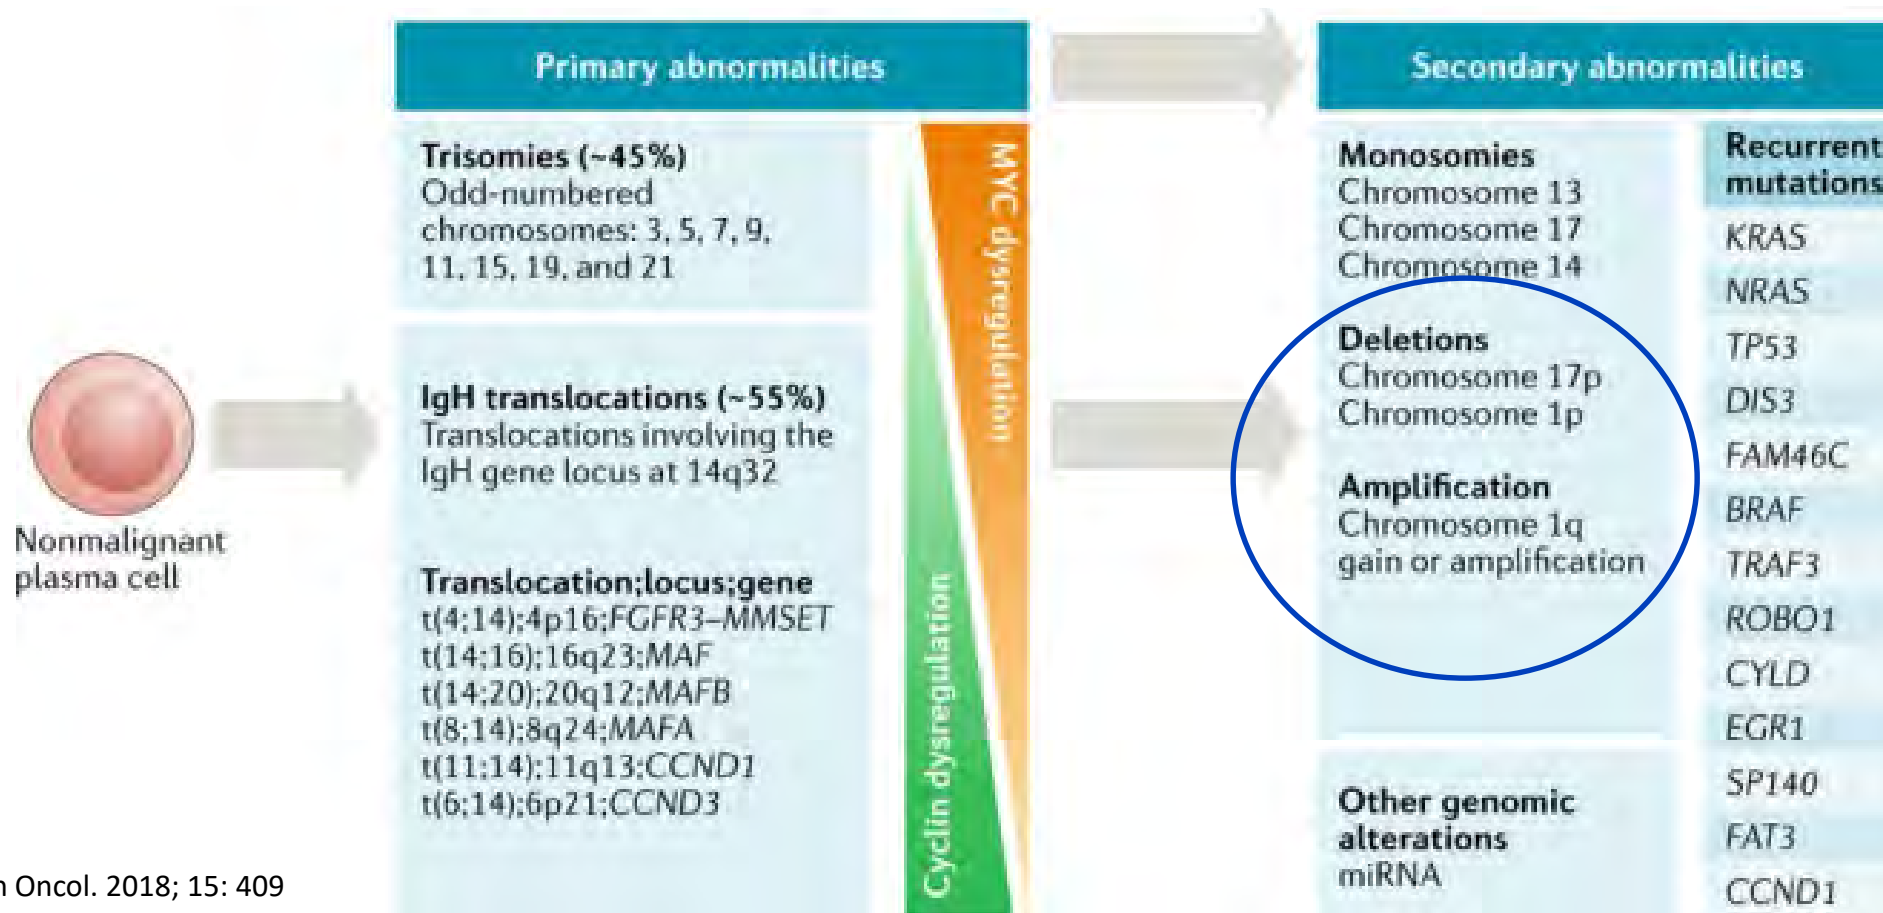 Primary abnormalities
Secondary abnormalities
Trisomies (~45%)
Odd-numbered
chromosomes: 3, 5, 7, 9,
11, 15, 19, and 21
IgH translocations (~55%)
Translocations involving the
IgH gene locus at 14q32
Translocation;locus;gene
t(4;14);4p16;FGFR3–MMSET
t(14;16);16q23;MAF
t(14;20);20q12;MAFB
t(8;14);8q24;MAFA
t(11;14);11q13;CCND1
t(6;14);6p21;CCND3
MYC dysregulation
Cyclin dysregulation
Nonmalignant
plasma cell
Monosomies
Chromosome 13
Chromosome 17
Chromosome 14
Deletions
Chromosome 17p
Chromosome 1p
Amplification
Chromosome 1q
gain or amplification
Other genomic
alterations
miRNA
Recurrent
mutations
KRAS
NRAS
TP53
DIS3
FAM46C
BRAF
TRAF3
ROBO1
CYLD
EGR1
SP140
FAT3
CCND1
n Oncol. 2018; 15: 409